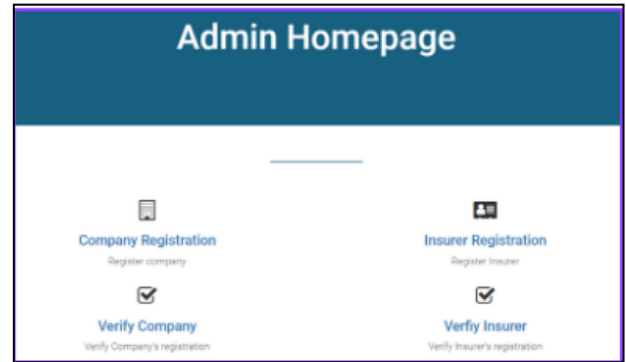 Admin Homepage
Company Registration
Register company
Insurer Registration
Register Insurer
Verify Company
Verify Company's registration
Verfiy Insurer
Verify Insurer's registration